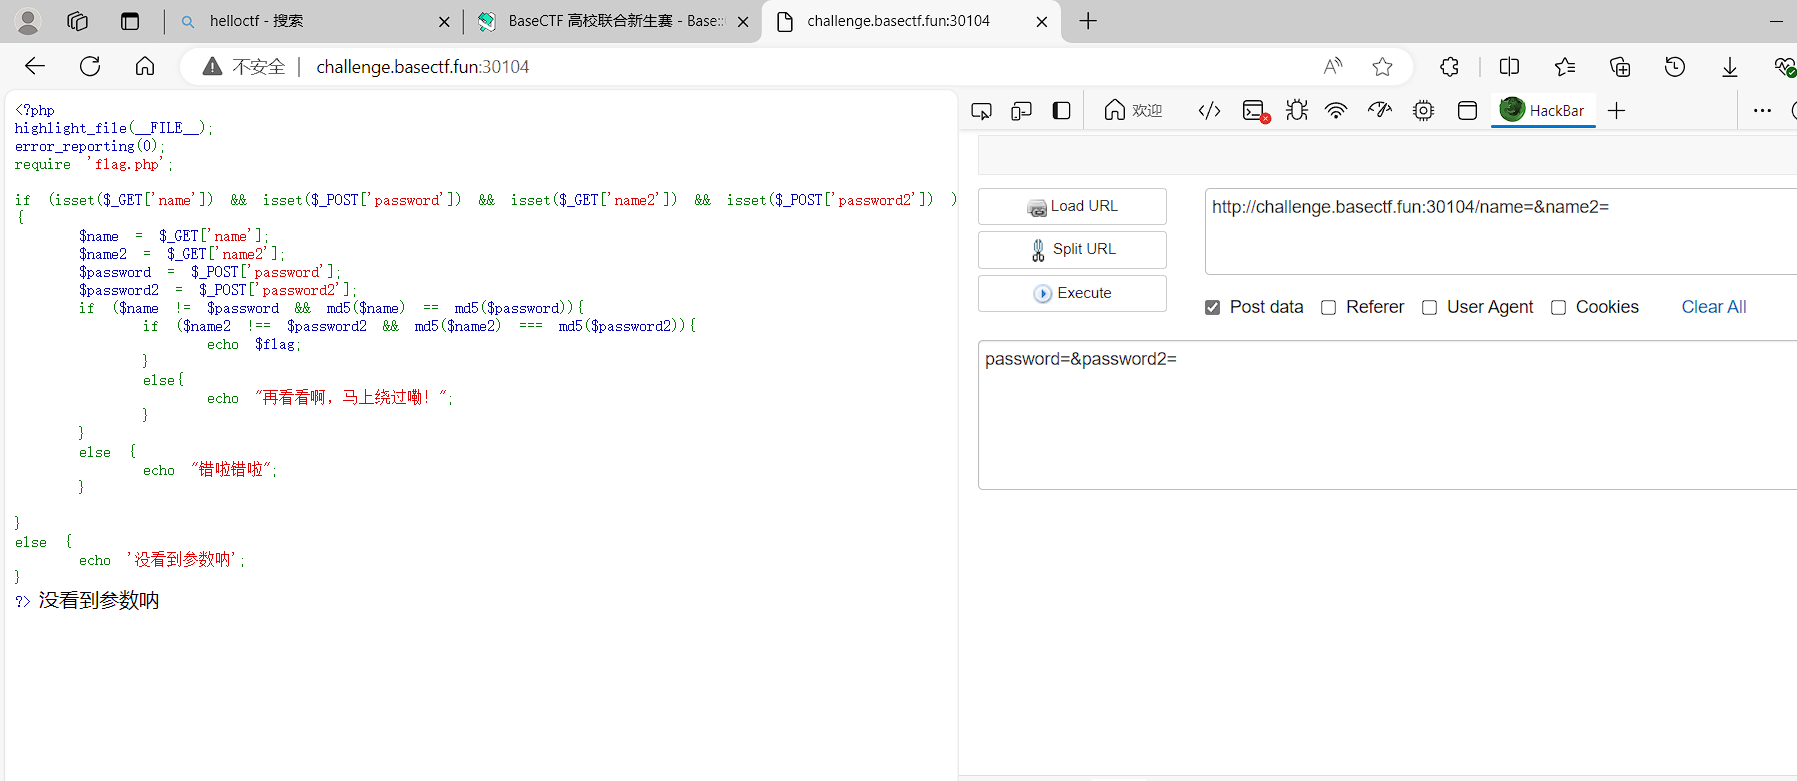 helloctf - 搜索
BaseCTF 高校联合新生赛 - Base::
challenge.basectf.fun:30104
不安全
challenge.basectf.fun:30104
<?php
highlight_file(__FILE__);
error_reporting(0);
require 'flag.php';
if (isset($_GET['name']) && isset($_POST['password']) && isset($_GET['name2']) && isset($_POST['password2']) )
{
$name = $_GET['name'];
$name2 = $_GET['name2'];
$password = $_POST['password'];
$password2 = $_POST['password2'];
if ($name != $password && md5($name) == md5($password)){
if ($name2 !== $password2 && md5($name2) === md5($password2)){
echo $flag;
}
else{
echo "再看看啊，马上绕过嘞！";
}
}
else {
echo "错啦错啦";
}
}
else {
echo '没看到参数呐';
}
?> 没看到参数呐
欢迎
HackBar
Load URL
http://challenge.basectf.fun:30104/name=&name2=
Split URL
Execute
Post data
Referer
User Agent
Cookies
Clear All
password=&password2=